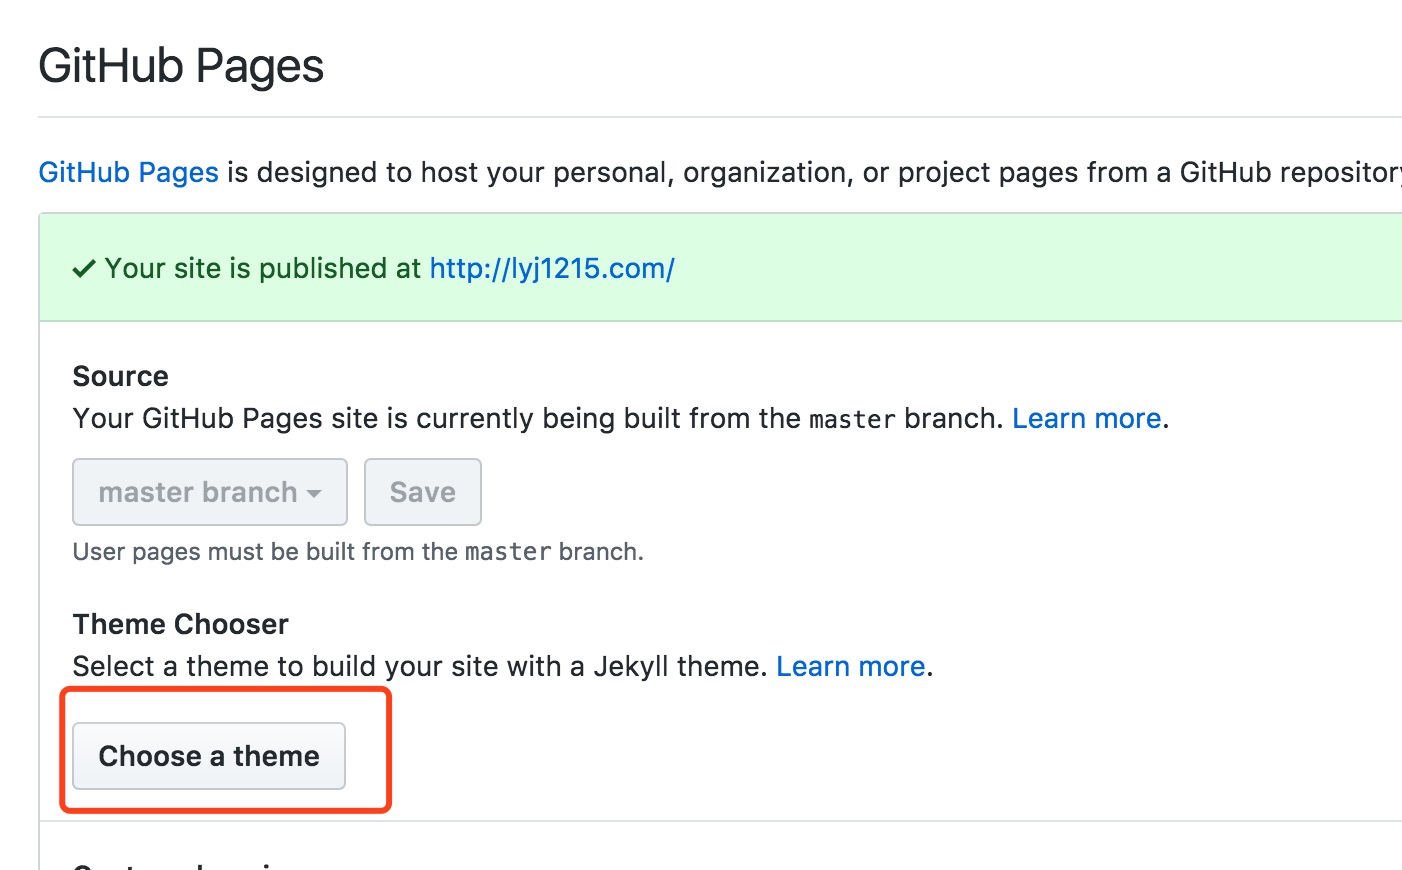 GitHub Pages
GitHub Pages is designed to host your personal, organization, or project pages from a GitHub repository
✓ Your site is published at http://lyj1215.com/
Source
Your GitHub Pages site is currently being built from the master branch. Learn more.
master branch Save
User pages must be built from the master branch.
Theme Chooser
Select a theme to build your site with a Jekyll theme. Learn more.
Choose a theme